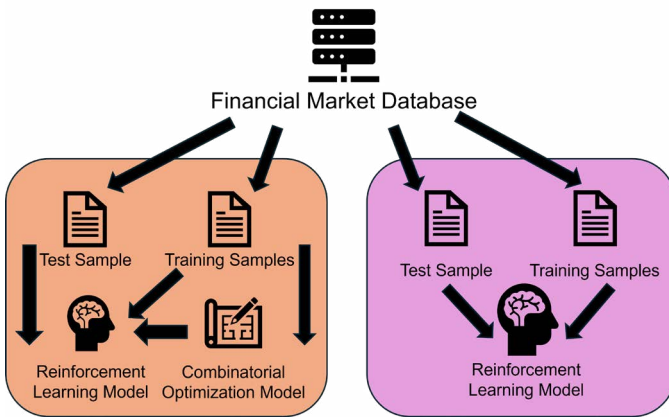 Financial Market Database
Test Sample
Training Samples
Reinforcement
Learning Model
Combinatorial
Optimization Model
Test Sample
Training Samples
Reinforcement
Learning Model